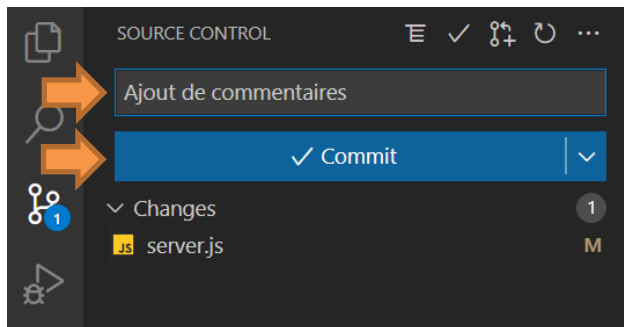 SOURCE CONTROL
Ajout de commentaires
Commit
Changes 1
1
JS server.js M